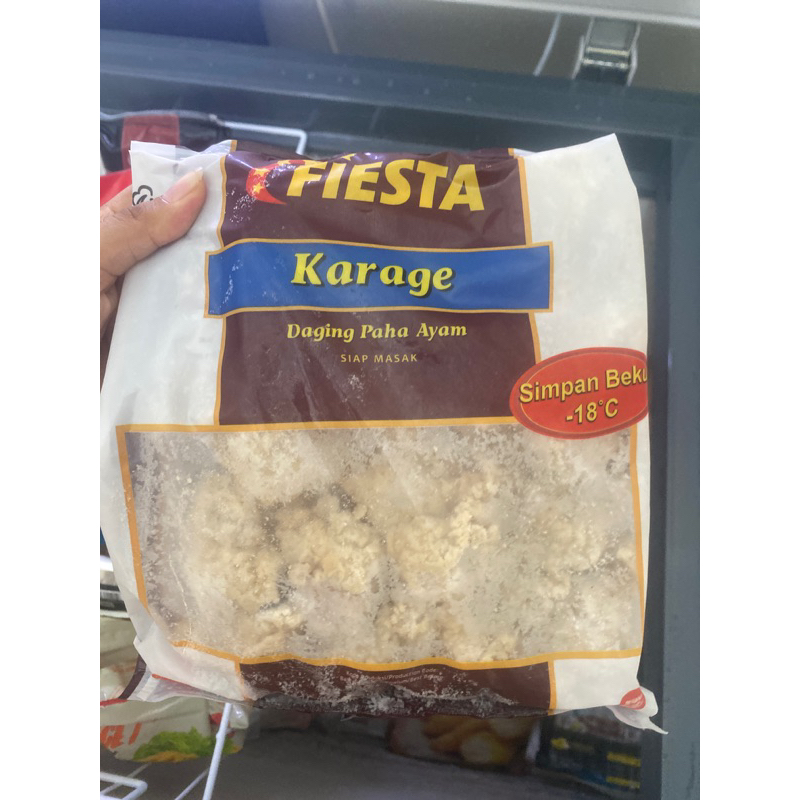 FIESTA
Karage
Daging Paha Ayam
SIAP MASAK
Simpan Beku
-18°C